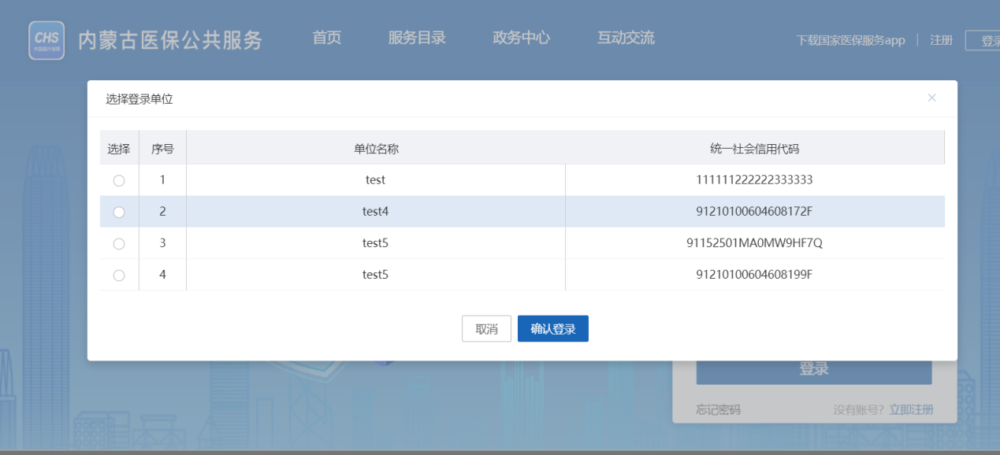 CHS
内蒙古医保公共服务
首页 服务目录 政务中心 互动交流
下载国家医保服务app 注册 登录
选择登录单位
选择 序号 单位名称 统一社会信用代码
1 test 111111222222333333
2 test4 91210100604608172F
3 test5 91152501MA0MW9HF7Q
4 test5 91210100604608199F
取消 确认登录
登录
忘记密码 没有账号? 立即注册